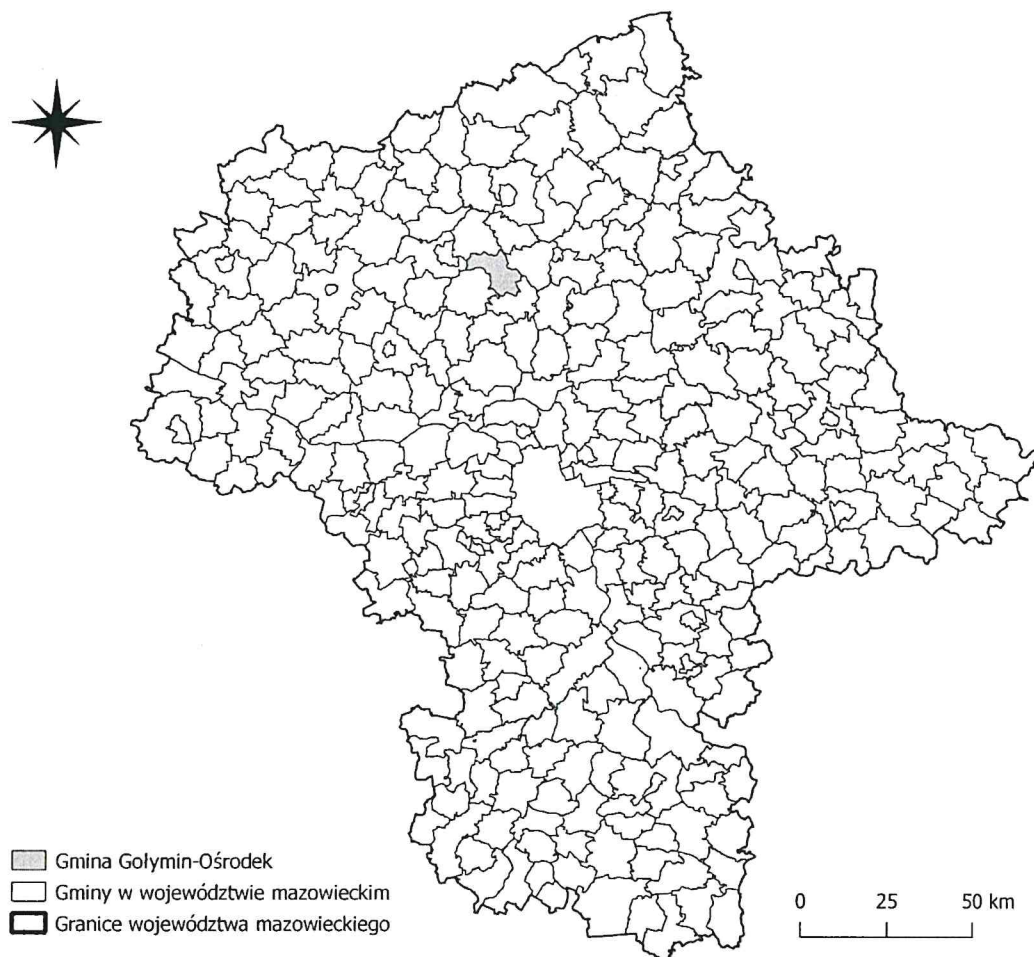 Gmina Gołymin-Ośrodek
Gminy w województwie mazowieckim
Granice województwa mazowieckiego
0 25 50 km